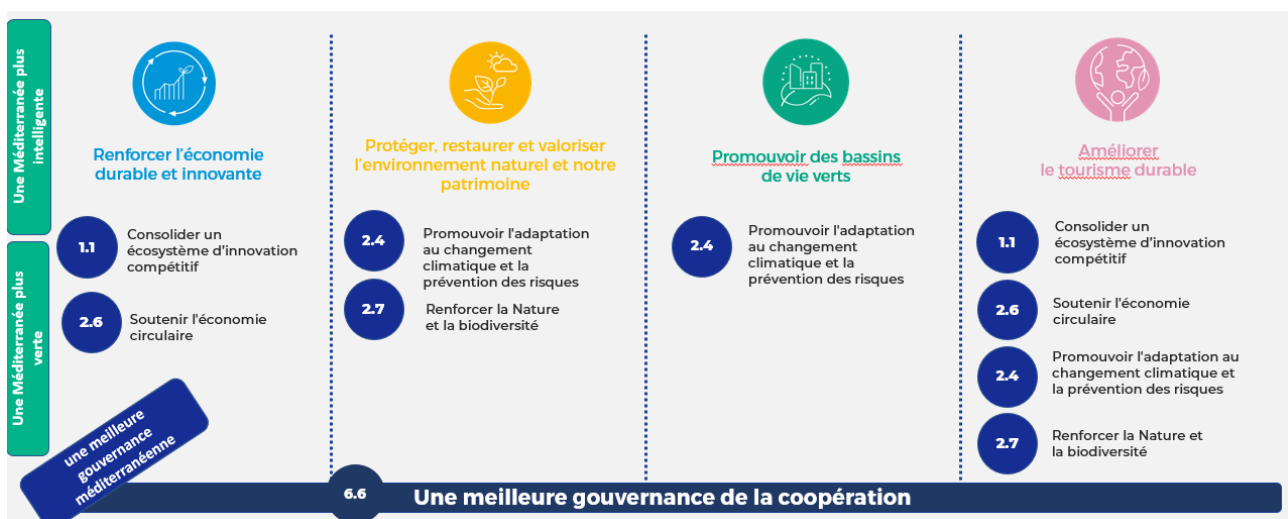 Une Méditerranée plus
intelligente
Une Méditerranée plus
verte
Renforcer l'économie
durable et innovante
1.1
Consolider un
écosystème d'innovation
compétitif
2.6
Soutenir l'économie
circulaire
Protéger, restaurer et valoriser
l'environnement naturel et notre
patrimoine
2.4
Promouvoir l'adaptation
au changement
climatique et la
prévention des risques
2.7
Renforcer la Nature
et la biodiversité
Promouvoir des bassins
de vie verts
2.4
Promouvoir l'adaptation
au changement
climatique et la
prévention des risques
Améliorer
le tourisme durable
1.1
Consolider un
écosystème d'innovation
compétitif
2.6
Soutenir l'économie
circulaire
2.4
Promouvoir l'adaptation au
changement climatique et
la prévention des risques
2.7
Renforcer la Nature et
la biodiversité
une meilleure
gouvernance
méditerranéenne
6.6
Une meilleure gouvernance de la coopération